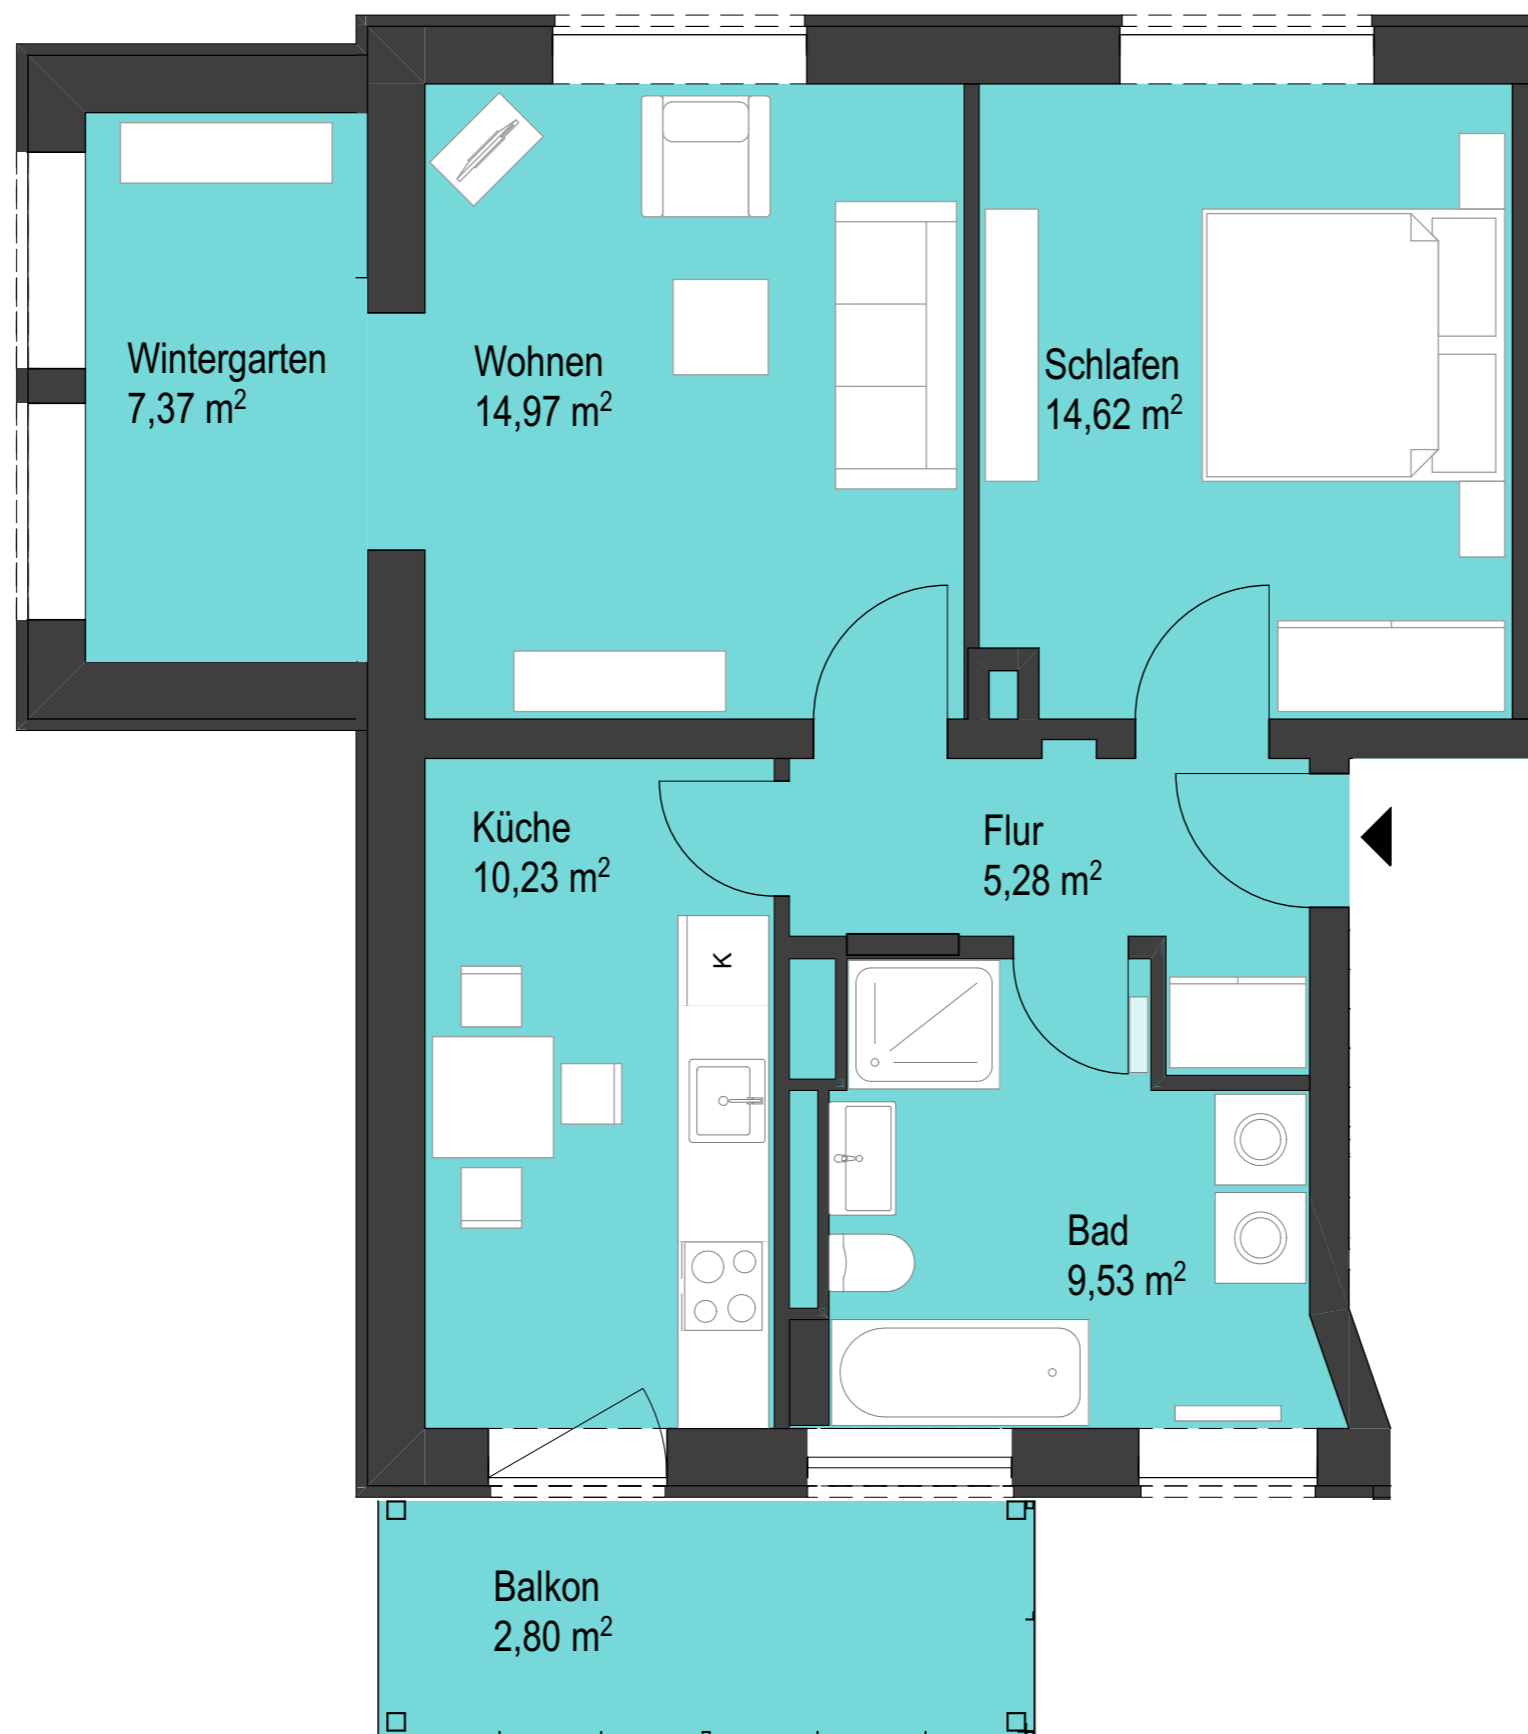 Wintergarten
7,37 m²
Wohnen
14,97 m²
Schlafen
14,62 m²
Küche
10,23 m²
Flur
5,28 m²
K
Bad
9,53 m²
Balkon
2,80 m²